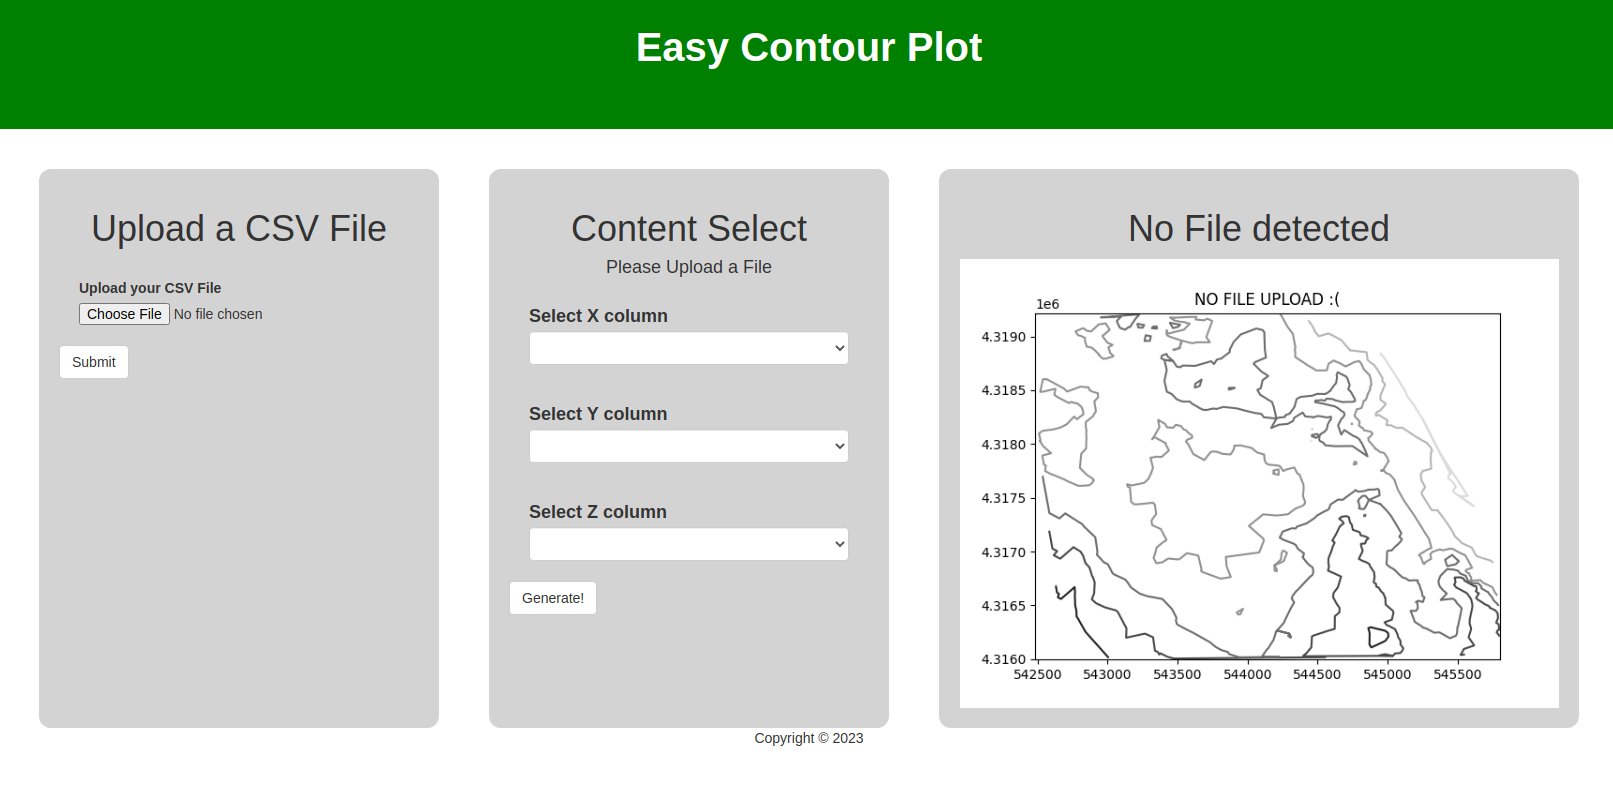 Easy Contour Plot
Upload a CSV File
Upload your CSV File
Choose File No file chosen
Submit
Content Select
Please Upload a File
Select X column
Select Y column
Select Z column
Generate!
No File detected
NO FILE UPLOAD :(
1e6
4.3190
4.3185
4.3180
4.3175
4.3170
4.3165
4.3160
542500 543000 543500 544000 544500 545000 545500
Copyright © 2023